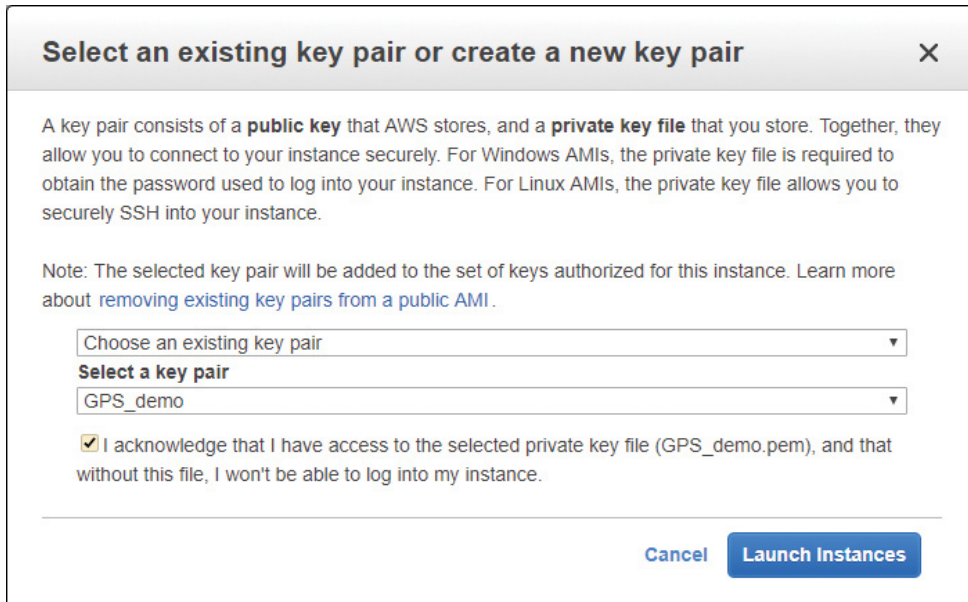 Select an existing key pair or create a new key pair
A key pair consists of a public key that AWS stores, and a private key file that you store. Together, they
allow you to connect to your instance securely. For Windows AMIs, the private key file is required to
obtain the password used to log into your instance. For Linux AMIs, the private key file allows you to
securely SSH into your instance.
Note: The selected key pair will be added to the set of keys authorized for this instance. Learn more
about removing existing key pairs from a public AMI.
Choose an existing key pair
Select a key pair
GPS_demo
I acknowledge that I have access to the selected private key file (GPS_demo.pem), and that
without this file, I won't be able to log into my instance.
Cancel Launch Instances